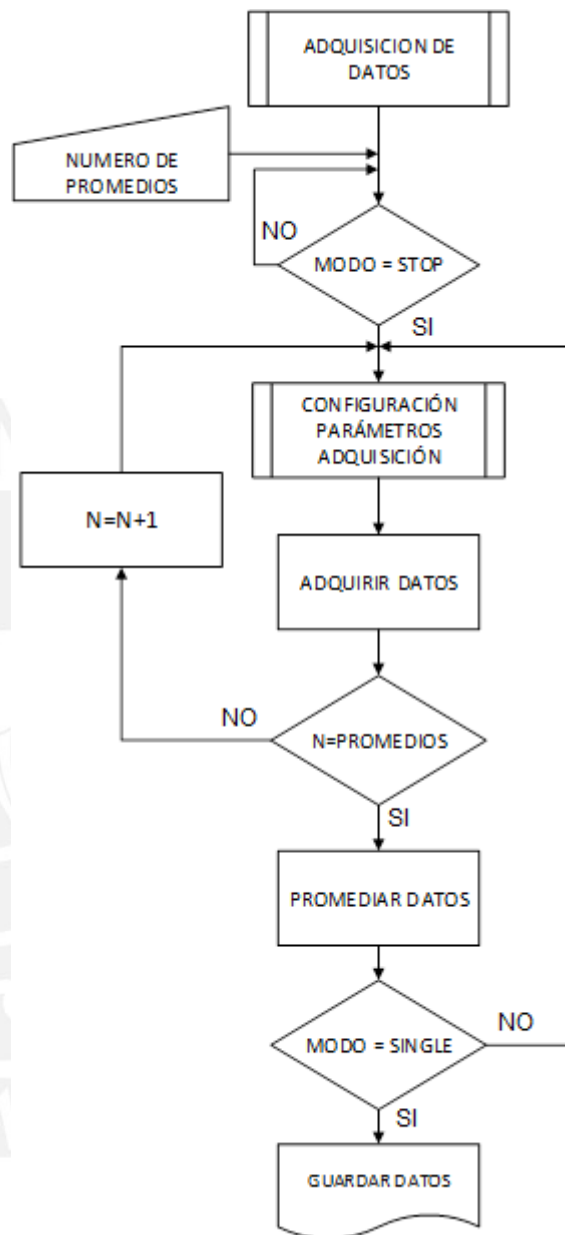 ADQUISICION DE
DATOS
NUMERO DE
PROMEDIOS
NO
MODO = STOP
SI
CONFIGURACIÓN
PARÁMETROS
ADQUISICIÓN
N=N+1
ADQUIRIR DATOS
NO
N=PROMEDIOS
SI
PROMEDIAR DATOS
NO
MODO = SINGLE
SI
GUARDAR DATOS